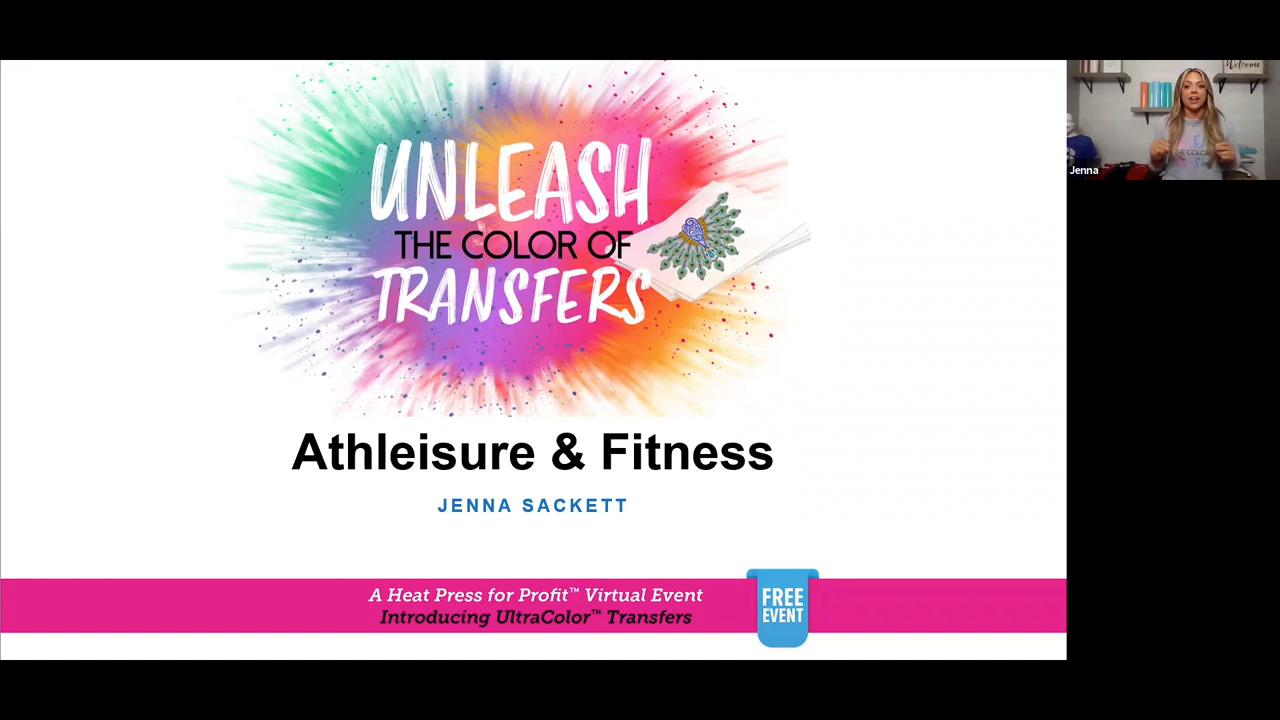 UNLEASH
THE COLOR OF
TRANSFERS
Athleisure & Fitness
JENNA SACKETT
A Heat Press for Profit™ Virtual Event
Introducing UltraColor™ Transfers
FREE
EVENT
Welcome
Jenna